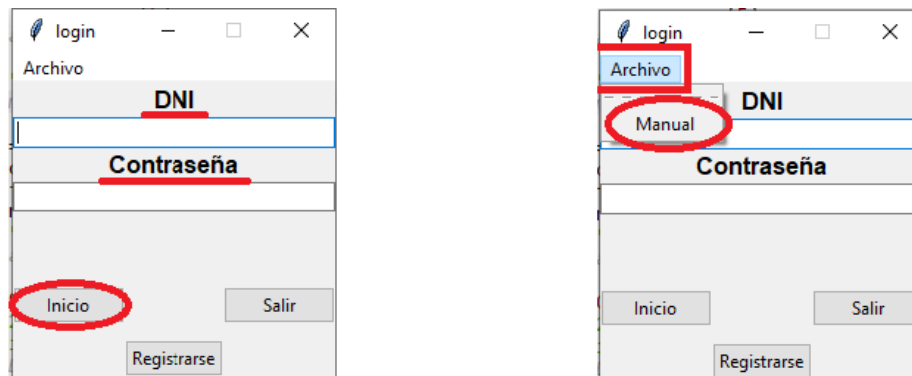 login
Archivo
DNI
Contraseña
Inicio Salir
Registrarse
login
Archivo
Manual
DNI
Contraseña
Inicio Salir
Registrarse